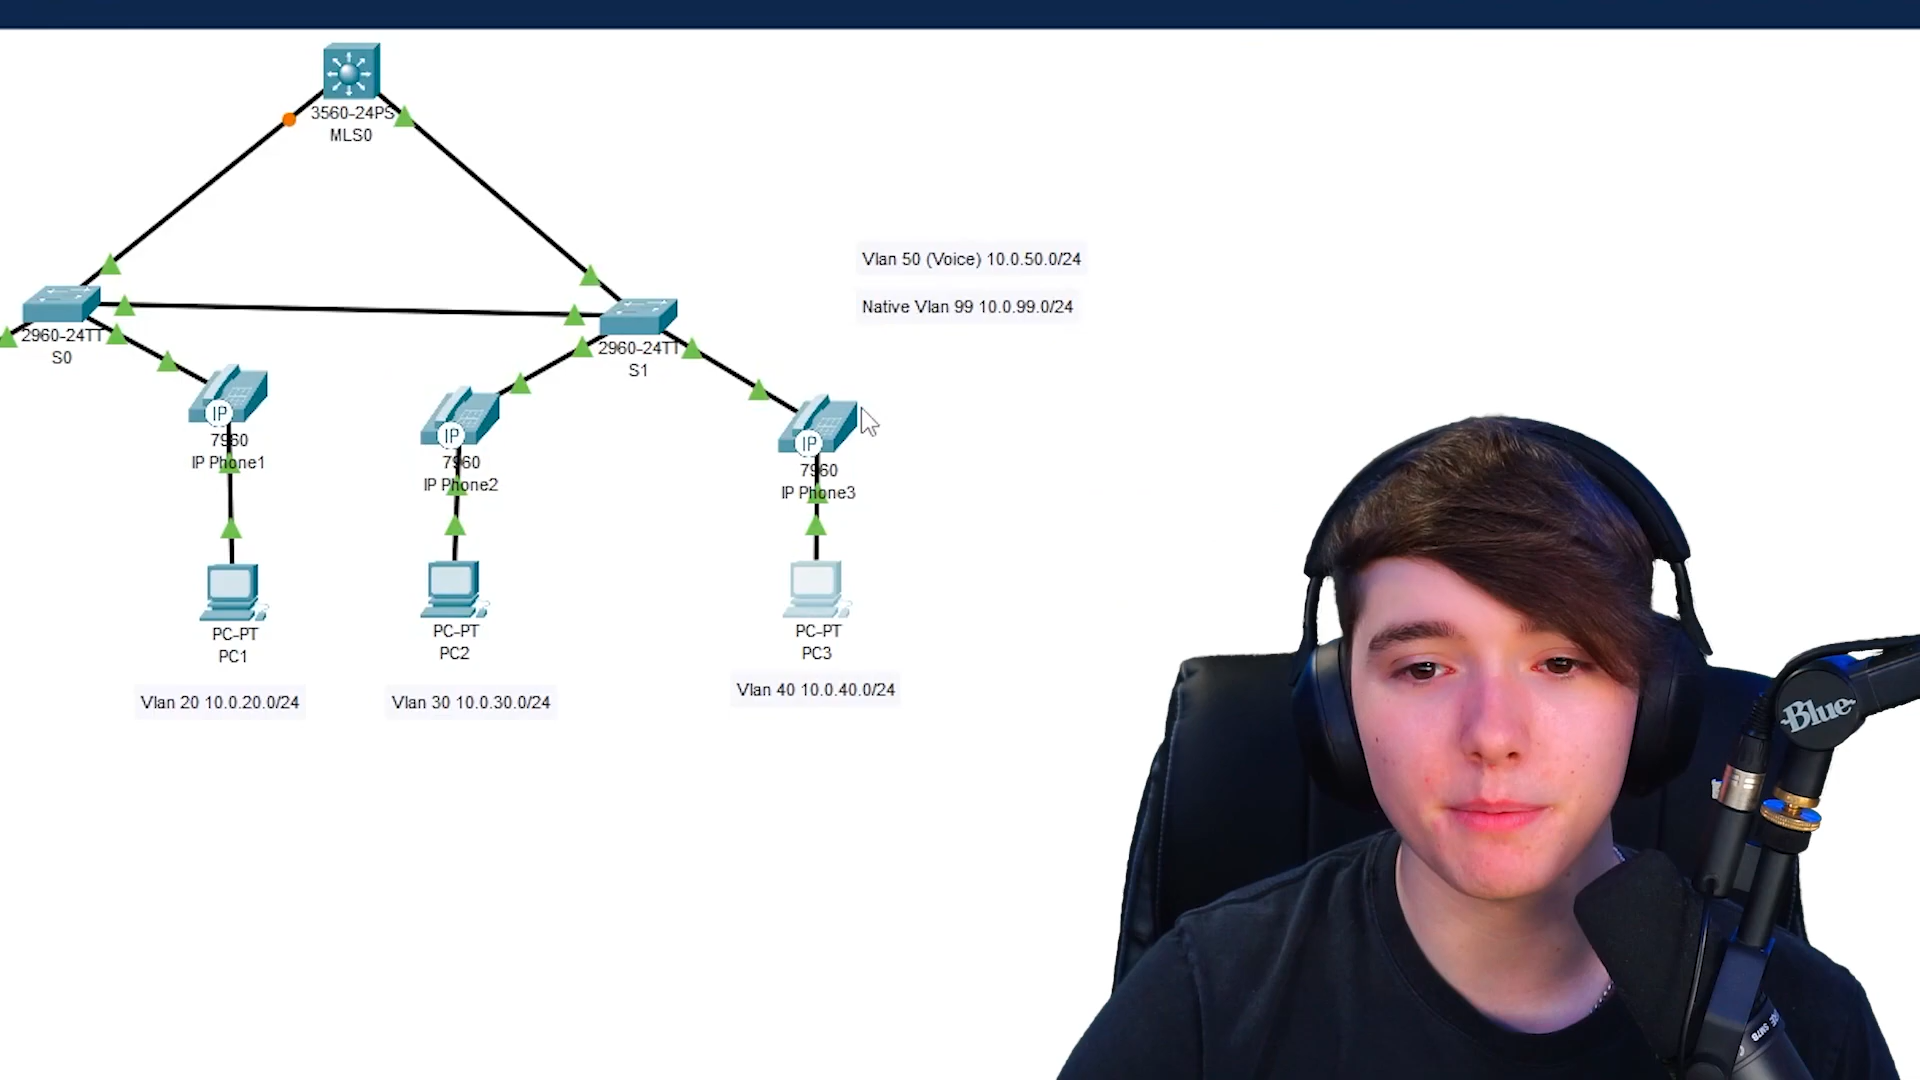 3560-24PS
MLS0
Vlan 50 (Voice) 10.0.50.0/24
Native Vlan 99 10.0.99.0/24
2960-24TT
S0
2960-24TT
S1
IP
7960
IP Phone1
IP
7960
IP Phone2
IP
7960
IP Phone3
PC-PT
PC1
PC-PT
PC2
PC-PT
PC3
Vlan 20 10.0.20.0/24
Vlan 30 10.0.30.0/24
Vlan 40 10.0.40.0/24
Blue
SM7B